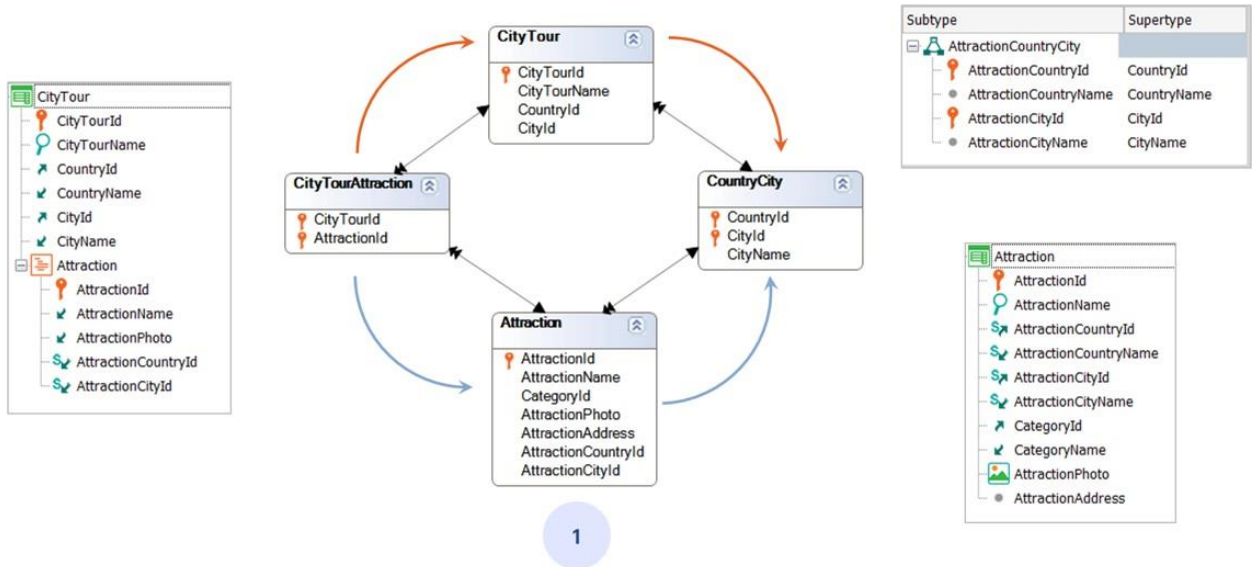 CityTour
CityTourId
CityTourName
CountryId
CountryName
CityId
CityName
Attraction
AttractionId
AttractionName
AttractionPhoto
AttractionCountryId
AttractionCityId
CityTour
CityTourId
CityTourName
CountryId
CityId
CityTourAttraction
CityTourId
AttractionId
CountryCity
CountryId
CityId
CityName
Attraction
AttractionId
AttractionName
CategoryId
AttractionPhoto
AttractionAddress
AttractionCountryId
AttractionCityId
1
Subtype Supertype
AttractionCountryCity
AttractionCountryId CountryId
AttractionCountryName CountryName
AttractionCityId CityId
AttractionCityName CityName
Attraction
AttractionId
AttractionName
AttractionCountryId
AttractionCountryName
AttractionCityId
AttractionCityName
CategoryId
CategoryName
AttractionPhoto
AttractionAddress